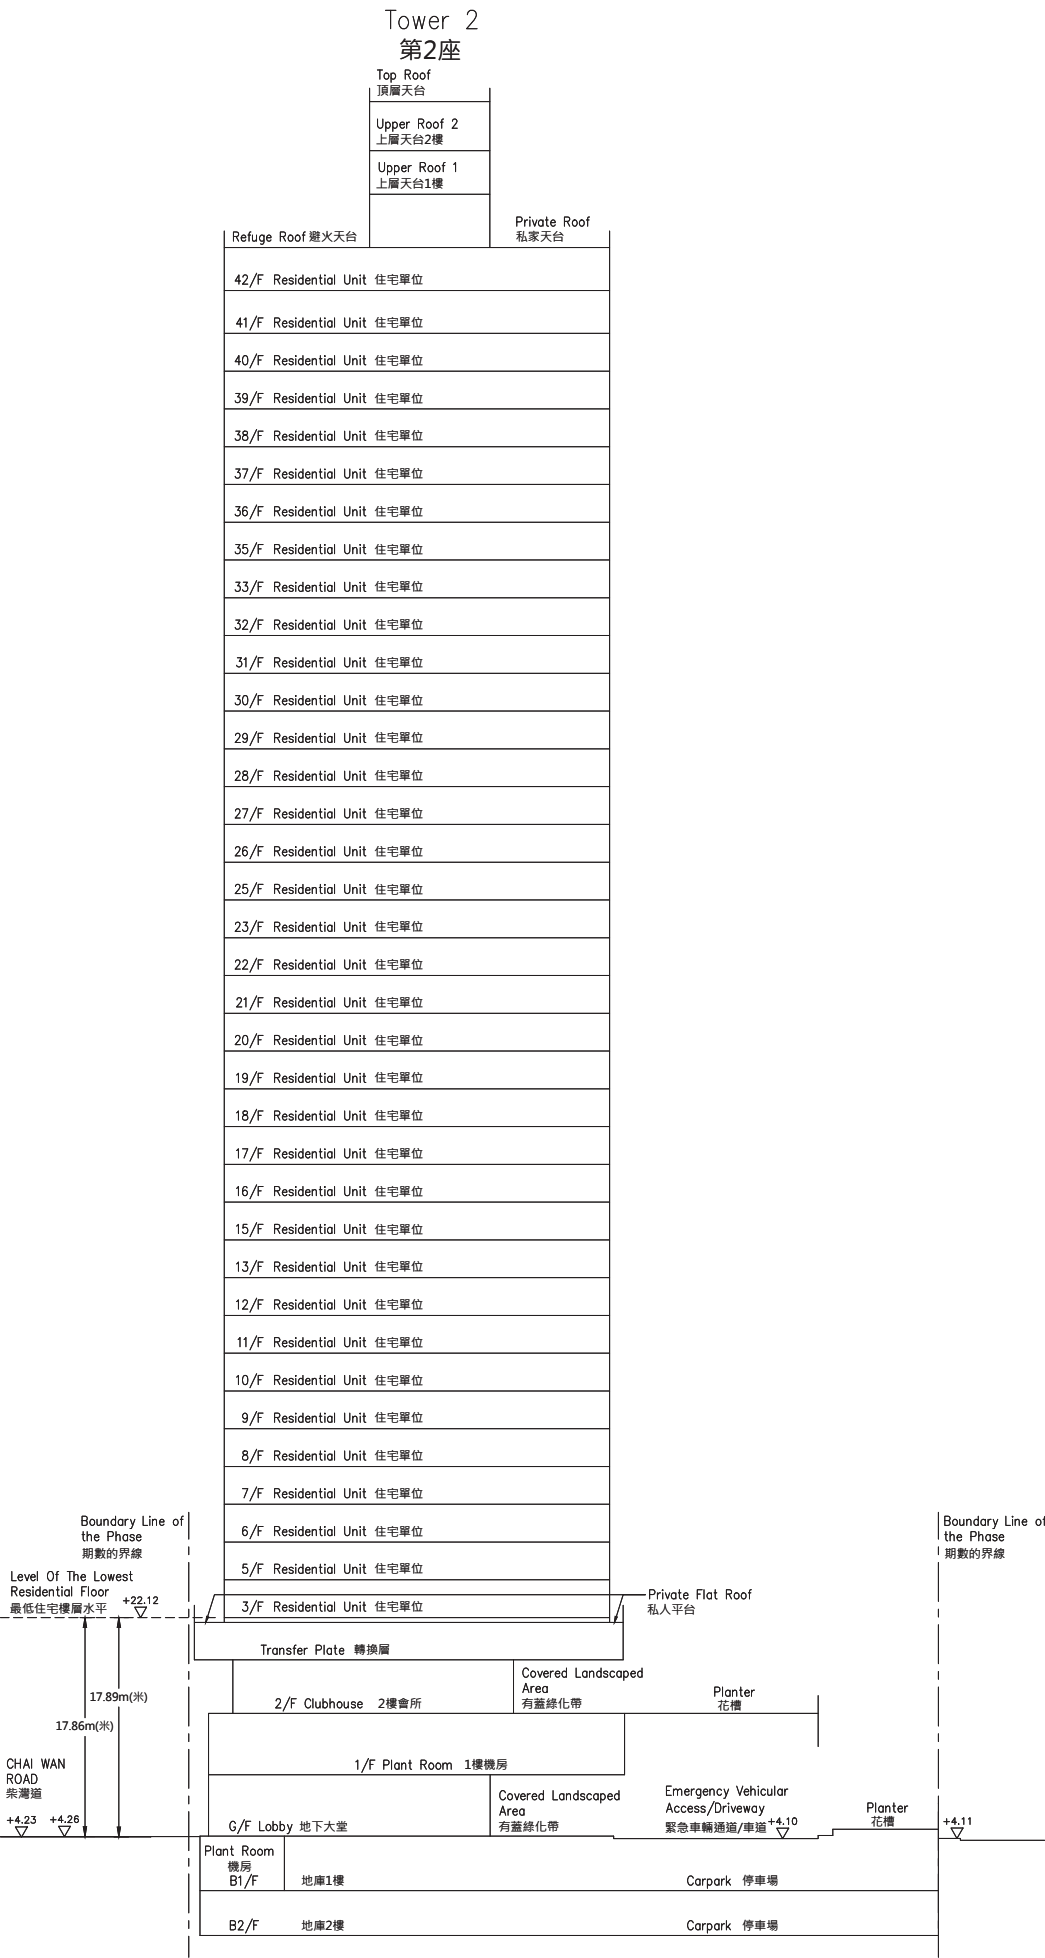 Tower 2
第2座
Top Roof
頂層天台
Upper Roof 2
上層天台2樓
Upper Roof 1
上層天台1樓
Private Roof
私家天台
Refuge Roof 避火天台
42/F Residential Unit 住宅單位
41/F Residential Unit 住宅單位
40/F Residential Unit 住宅單位
39/F Residential Unit 住宅單位
38/F Residential Unit 住宅單位
37/F Residential Unit 住宅單位
36/F Residential Unit 住宅單位
35/F Residential Unit 住宅單位
33/F Residential Unit 住宅單位
32/F Residential Unit 住宅單位
31/F Residential Unit 住宅單位
30/F Residential Unit 住宅單位
29/F Residential Unit 住宅單位
28/F Residential Unit 住宅單位
27/F Residential Unit 住宅單位
26/F Residential Unit 住宅單位
25/F Residential Unit 住宅單位
23/F Residential Unit 住宅單位
22/F Residential Unit 住宅單位
21/F Residential Unit 住宅單位
20/F Residential Unit 住宅單位
19/F Residential Unit 住宅單位
18/F Residential Unit 住宅單位
17/F Residential Unit 住宅單位
16/F Residential Unit 住宅單位
15/F Residential Unit 住宅單位
13/F Residential Unit 住宅單位
12/F Residential Unit 住宅單位
11/F Residential Unit 住宅單位
10/F Residential Unit 住宅單位
9/F Residential Unit 住宅單位
8/F Residential Unit 住宅單位
7/F Residential Unit 住宅單位
6/F Residential Unit 住宅單位
5/F Residential Unit 住宅單位
3/F Residential Unit 住宅單位
Boundary Line of
the Phase
期數的界線
Boundary Line of
the Phase
期數的界線
Level Of The Lowest
Residential Floor
最低住宅樓層水平
+22.12
Private Flat Roof
私人平台
Transfer Plate 轉換層
Covered Landscaped
Area
有蓋綠化帶
2/F Clubhouse 2樓會所
Planter
花槽
17.89m(米)
17.86m(米)
1/F Plant Room 1樓機房
CHAI WAN
ROAD
柴灣道
+4.23
+4.26
G/F Lobby 地下大堂
Covered Landscaped
Area
有蓋綠化帶
Emergency Vehicular
Access/Driveway
緊急車輛通道/車道
+4.10
Planter
花槽
+4.11
Plant Room
機房
B1/F 地庫1樓
Carpark 停車場
B2/F 地庫2樓
Carpark 停車場